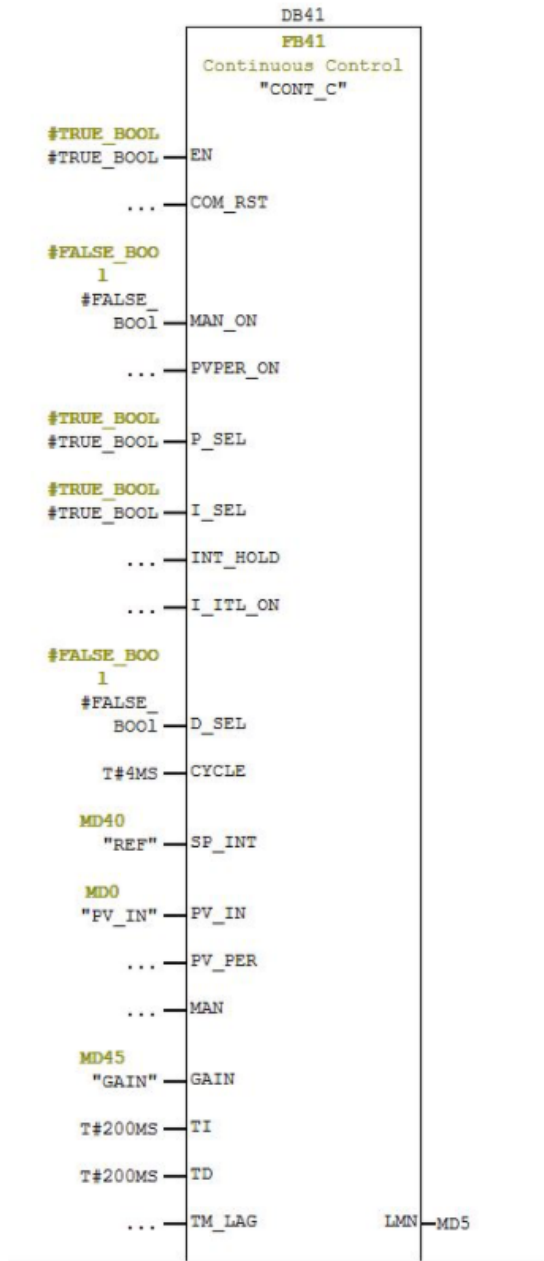 DB41
FB41
Continuous Control
"CONT_C"
#TRUE_BOOL
#TRUE_BOOL EN
... COM_RST
#FALSE_BOO
l
#FALSE_
BOOl MAN_ON
... PVPER_ON
#TRUE_BOOL
#TRUE_BOOL P_SEL
#TRUE_BOOL
#TRUE_BOOL I_SEL
... INT_HOLD
... I_ITL_ON
#FALSE_BOO
l
#FALSE_
BOOl D_SEL
T#4MS CYCLE
MD40
"REF" SP_INT
MD0
"PV_IN" PV_IN
... PV_PER
... MAN
MD45
"GAIN" GAIN
T#200MS TI
T#200MS TD
... TM_LAG LMN MD5